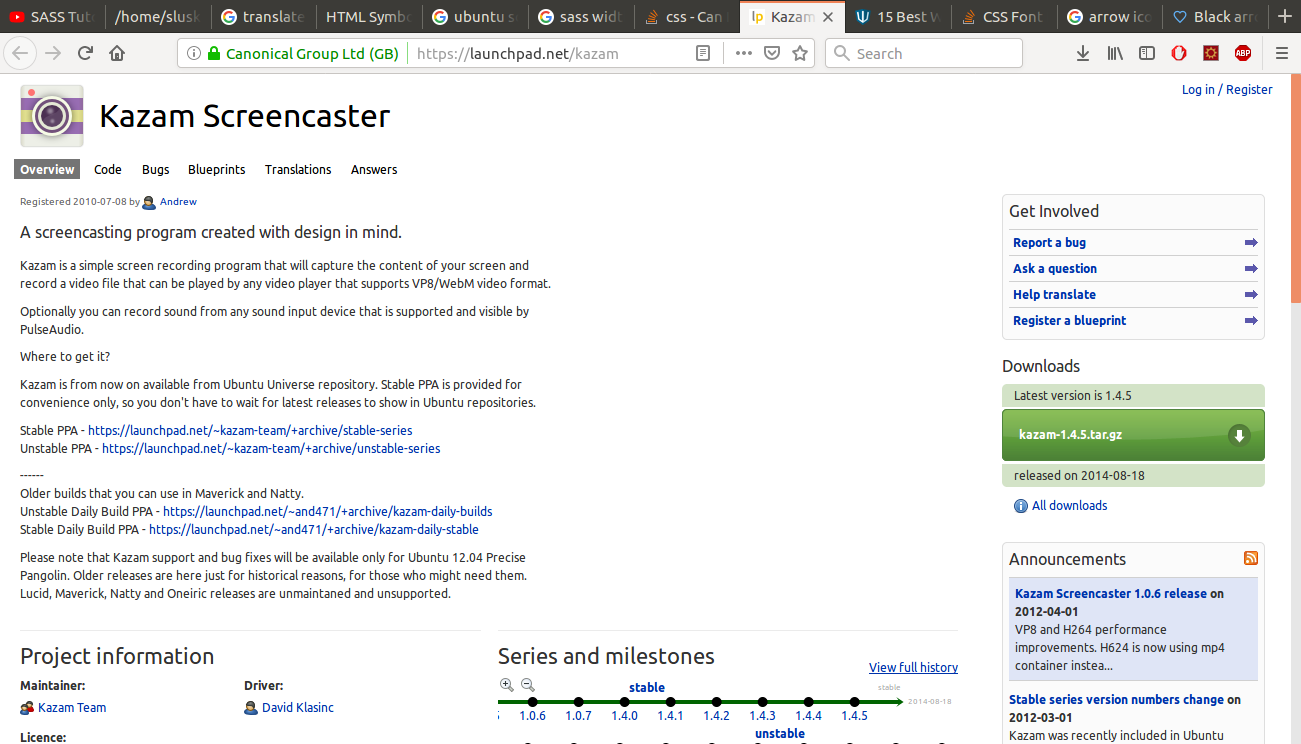 SASS Tut
/home/slusk
translate
HTML Symbo
ubuntu s
sass widt
css - Can
lp Kazam
15 Best W
CSS Font
arrow ico
Black arr
Canonical Group Ltd (GB) https://launchpad.net/kazam
Search
ABP
Log in / Register
Kazam Screencaster
Overview Code Bugs Blueprints Translations Answers
Registered 2010-07-08 by Andrew
A screencasting program created with design in mind.
Kazam is a simple screen recording program that will capture the content of your screen and
record a video file that can be played by any video player that supports VP8/WebM video format.
Optionally you can record sound from any sound input device that is supported and visible by
PulseAudio.
Where to get it?
Kazam is from now on available from Ubuntu Universe repository. Stable PPA is provided for
convenience only, so you don't have to wait for latest releases to show in Ubuntu repositories.
Stable PPA - https://launchpad.net/~kazam-team/+archive/stable-series
Unstable PPA - https://launchpad.net/~kazam-team/+archive/unstable-series
------
Older builds that you can use in Maverick and Natty.
Unstable Daily Build PPA - https://launchpad.net/~and471/+archive/kazam-daily-builds
Stable Daily Build PPA - https://launchpad.net/~and471/+archive/kazam-daily-stable
Please note that Kazam support and bug fixes will be available only for Ubuntu 12.04 Precise
Pangolin. Older releases are here just for historical reasons, for those who might need them.
Lucid, Maverick, Natty and Oneiric releases are unmaintaned and unsupported.
Project information
Maintainer:
Kazam Team
Driver:
David Klasinc
Licence:
Series and milestones
View full history
stable
stable
2014-08-18
1.0.6 1.0.7 1.4.0 1.4.1 1.4.2 1.4.3 1.4.4 1.4.5
unstable
Get Involved
Report a bug
Ask a question
Help translate
Register a blueprint
Downloads
Latest version is 1.4.5
kazam-1.4.5.tar.gz
released on 2014-08-18
All downloads
Announcements
Kazam Screencaster 1.0.6 release on
2012-04-01
VP8 and H264 performance
improvements. H624 is now using mp4
container instea...
Stable series version numbers change on
2012-03-01
Kazam was recently included in Ubuntu